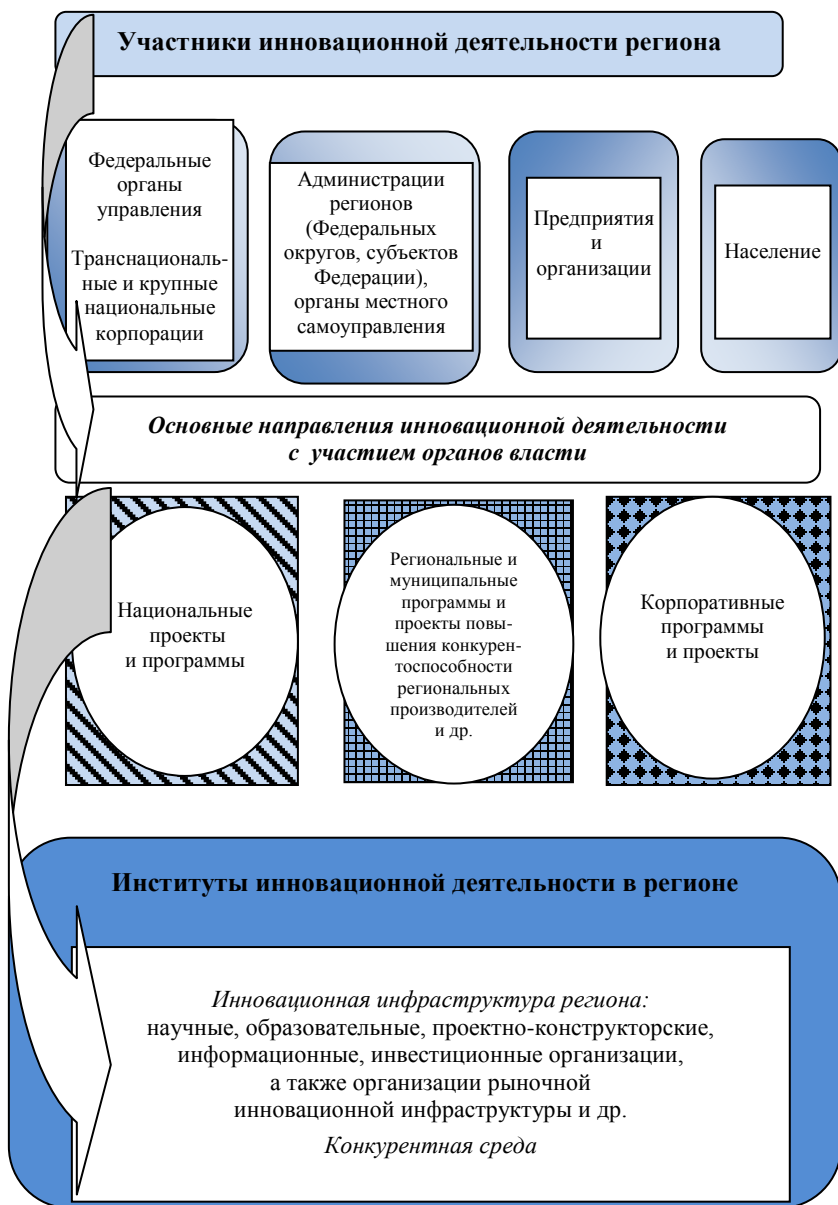 Участники инновационной деятельности региона
Федеральные
органы
управления
Транснациональ-
ные и крупные
национальные
корпорации
Администрации
регионов
(Федеральных
округов, субъектов
Федерации),
органы местного
самоуправления
Предприятия
и
организации
Население
Основные направления инновационной деятельности
с участием органов власти
Национальные
проекты
и программы
Региональные и
муниципальные
программы и
проекты повы-
шения конкурен-
тоспособности
региональных
производителей
и др.
Корпоративные
программы
и проекты
Институты инновационной деятельности в регионе
Инновационная инфраструктура региона:
научные, образовательные, проектно-конструкторские,
информационные, инвестиционные организации,
а также организации рыночной
инновационной инфраструктуры и др.
Конкурентная среда